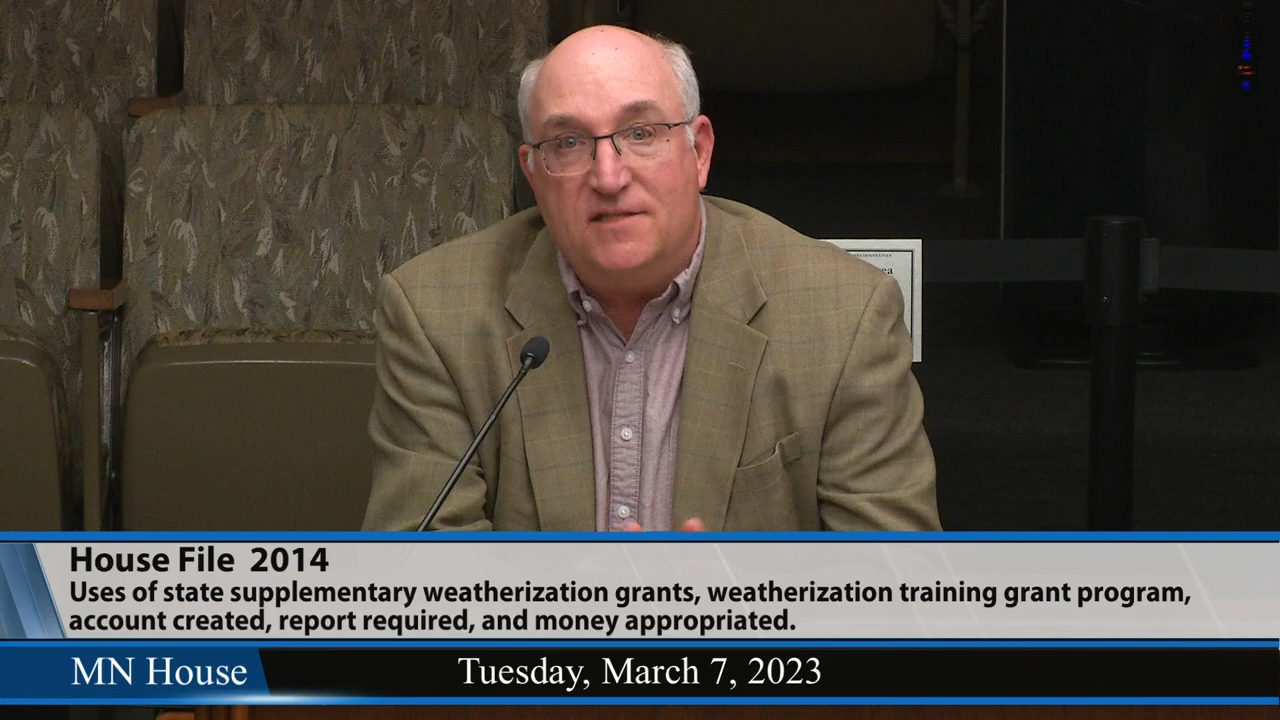 House File 2014
Uses of state supplementary weatherization grants, weatherization training grant program,
account created, report required, and money appropriated.
MN House
Tuesday, March 7, 2023